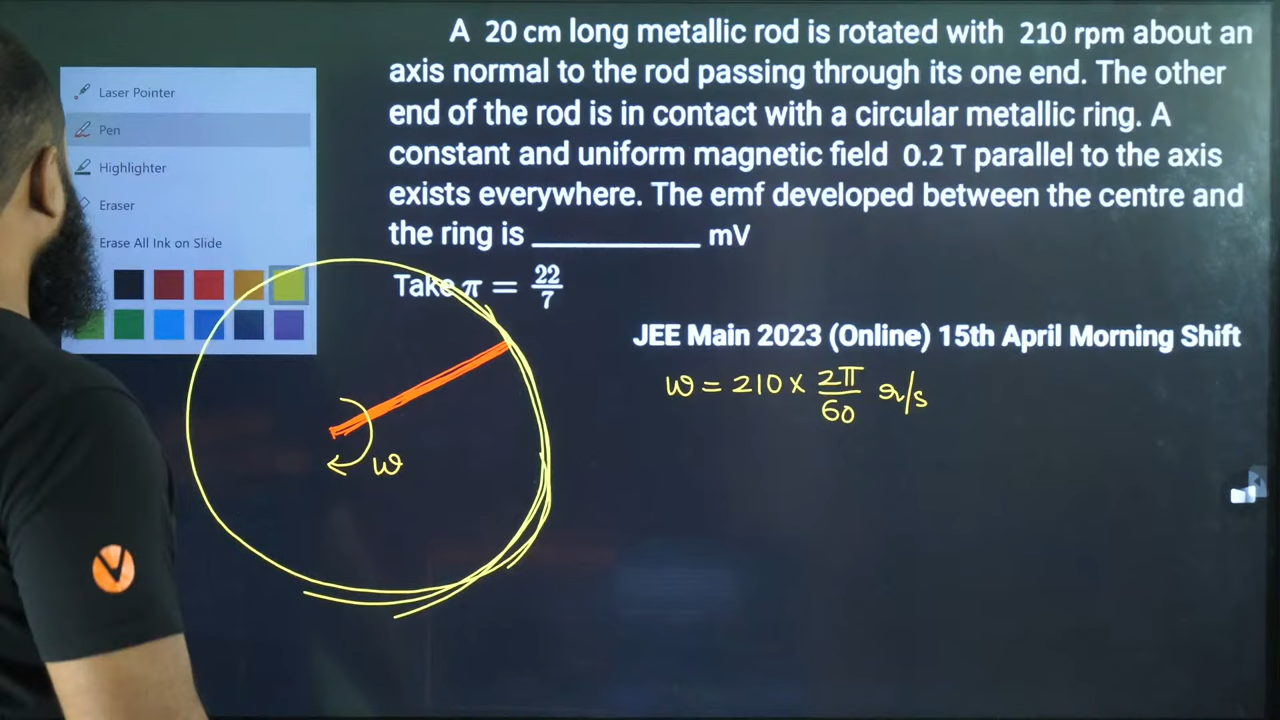 A 20 cm long metallic rod is rotated with 210 rpm about an
axis normal to the rod passing through its one end. The other
end of the rod is in contact with a circular metallic ring. A
constant and uniform magnetic field 0.2 T parallel to the axis
exists everywhere. The emf developed between the centre and
the ring is __________ mV
Take π = 22/7
JEE Main 2023 (Online) 15th April Morning Shift
ω = 210 × 2π/60 r/s
ω
Laser Pointer
Pen
Highlighter
Eraser
Erase All Ink on Slide
V